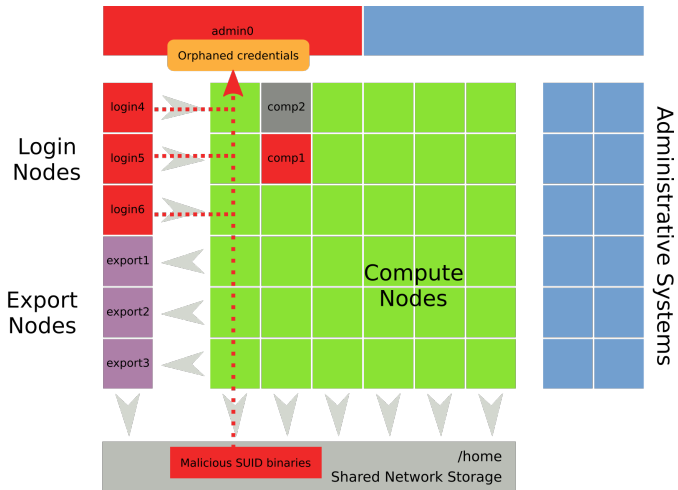 admin0
Orphaned credentials
login4
comp2
Login
Nodes
login5
comp1
login6
export1
Compute
Nodes
Export
Nodes
export2
export3
Administrative Systems
Malicious SUID binaries
/home
Shared Network Storage